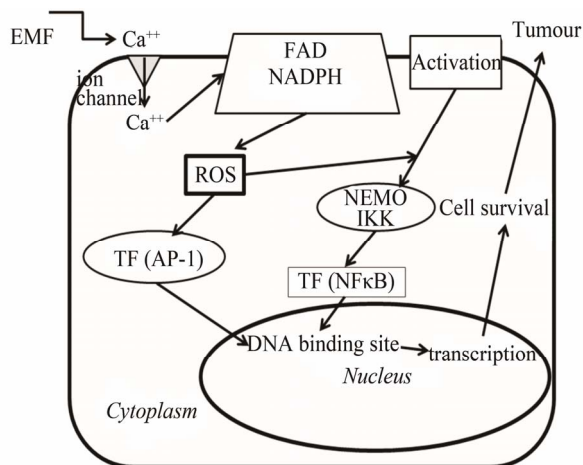 EMF
Ca++
Tumour
FAD
NADPH
Activation
ion
channel
Ca++
ROS
NEMO
IKK
Cell survival
TF (AP-1)
TF (NFκB)
DNA binding site
transcription
Nucleus
Cytoplasm